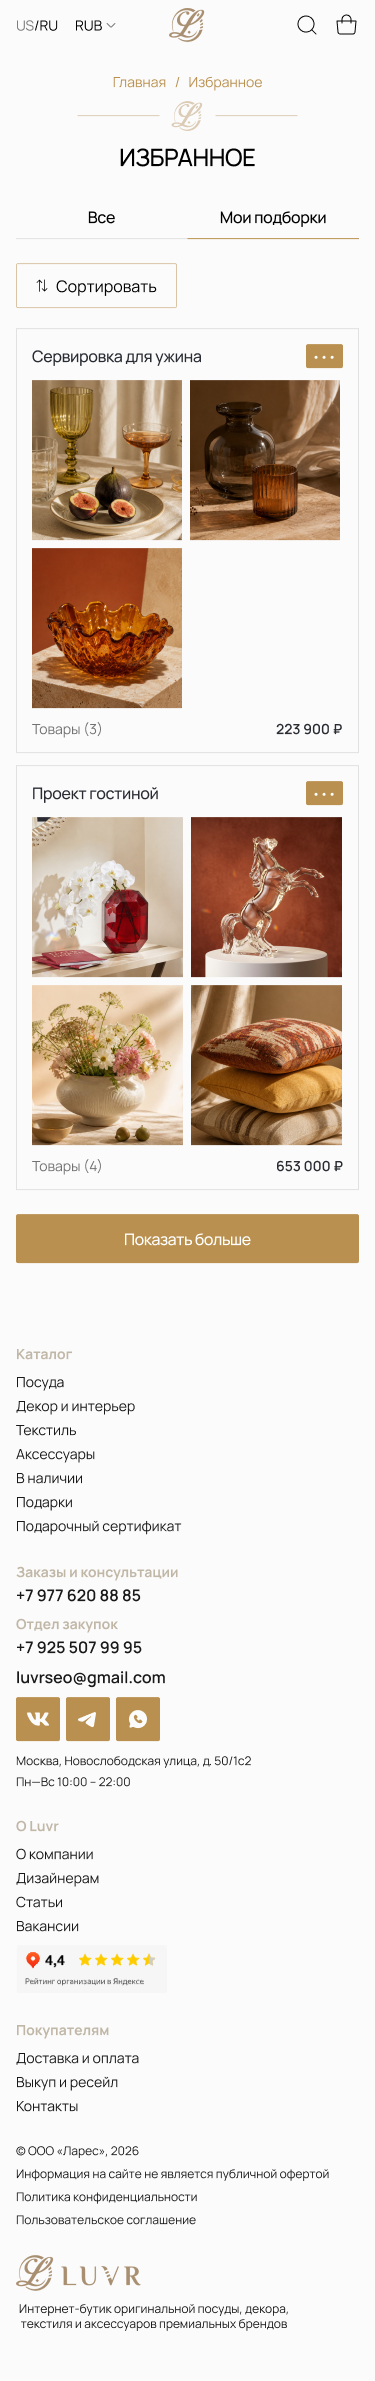 US/RU RUB
Главная / Избранное
ИЗБРАННОЕ
Все Мои подборки
Сортировать
Сервировка для ужина
Товары (3) 223 900 ₽
Проект гостиной
Товары (4) 653 000 ₽
Показать больше
Каталог
Посуда
Декор и интерьер
Текстиль
Аксессуары
В наличии
Подарки
Подарочный сертификат
Заказы и консультации
+7 977 620 88 85
Отдел закупок
+7 925 507 99 95
luvrseo@gmail.com
Москва, Новослободская улица, д. 50/1с2
Пн—Вс 10:00 – 22:00
О Luvr
О компании
Дизайнерам
Статьи
Вакансии
4,4
Рейтинг организации в Яндексе
Покупателям
Доставка и оплата
Выкуп и ресейл
Контакты
© ООО «Ларес», 2026
Информация на сайте не является публичной офертой
Политика конфиденциальности
Пользовательское соглашение
LUVR
Интернет-бутик оригинальной посуды, декора,
текстиля и аксессуаров премиальных брендов